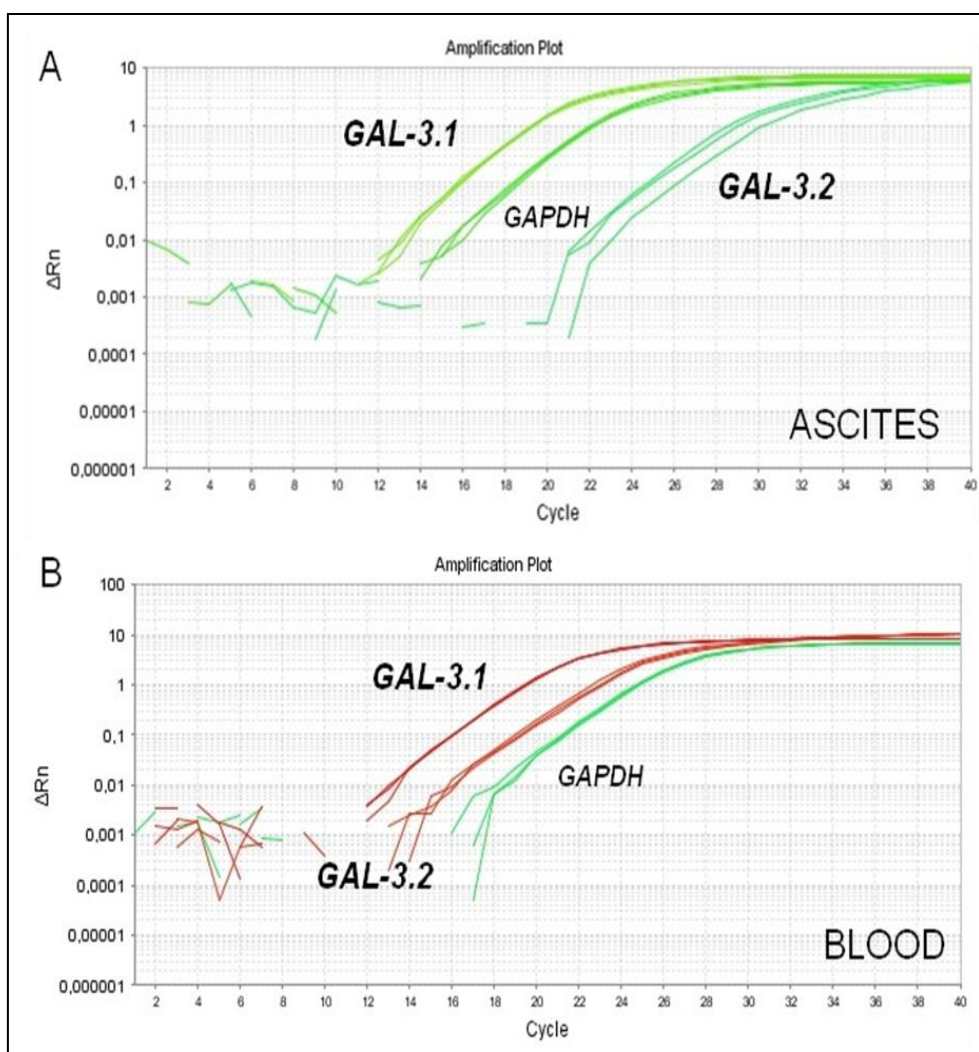 A
Amplification Plot
10
1
0,1
0,01
0,001
0,0001
0,00001
0,000001
ΔRn
GAL-3.1
GAPDH
GAL-3.2
ASCITES
2 4 6 8 10 12 14 16 18 20 22 24 26 28 30 32 34 36 38 40
Cycle
B
Amplification Plot
100
10
1
0,1
0,01
0,001
0,0001
0,00001
0,000001
ΔRn
GAL-3.1
GAPDH
GAL-3.2
BLOOD
2 4 6 8 10 12 14 16 18 20 22 24 26 28 30 32 34 36 38 40
Cycle